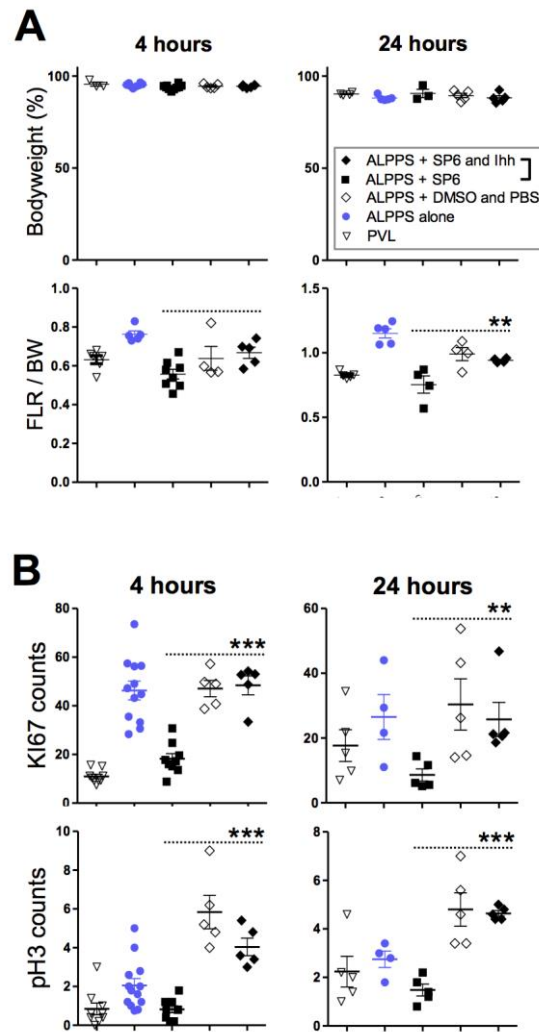 A
4 hours
24 hours
Bodyweight (%)
100
50
0
100
50
0
ALPPS + SP6 and Ihh
ALPPS + SP6
ALPPS + DMSO and PBS
ALPPS alone
PVL
FLR / BW
1.0
0.8
0.6
0.4
0.2
0.0
1.5
1.0
0.5
0.0
**
B
4 hours
24 hours
KI67 counts
80
60
40
20
0
***
60
40
20
0
**
pH3 counts
10
8
6
4
2
0
***
8
6
4
2
0
***